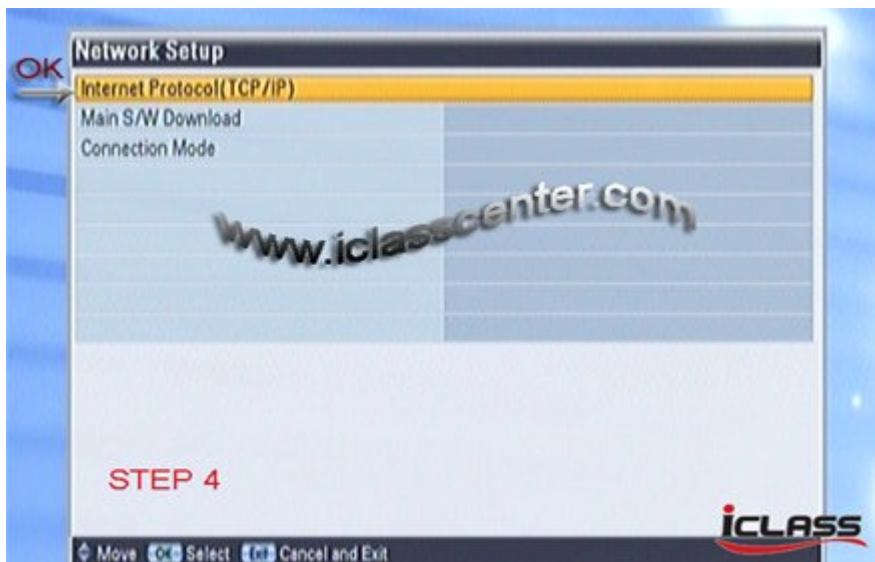 Network Setup
OK
Internet Protocol(TCP/IP)
Main S/W Download
Connection Mode
www.iclasscenter.com
STEP 4
iCLASS
Move OK Select Exit Cancel and Exit